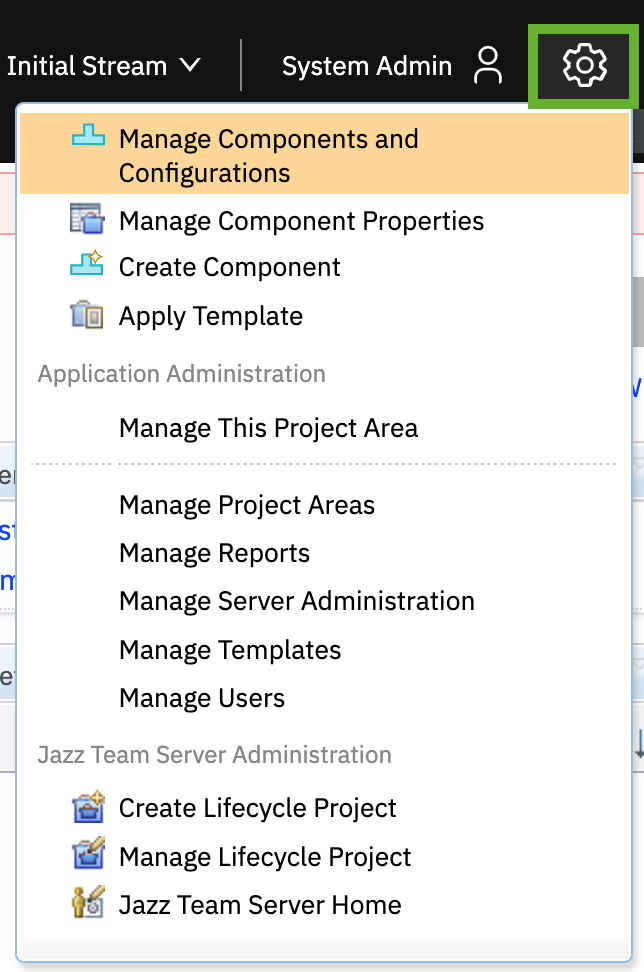 Initial Stream
System Admin
Manage Components and
Configurations
Manage Component Properties
Create Component
Apply Template
Application Administration
Manage This Project Area
Manage Project Areas
Manage Reports
Manage Server Administration
Manage Templates
Manage Users
Jazz Team Server Administration
Create Lifecycle Project
Manage Lifecycle Project
Jazz Team Server Home